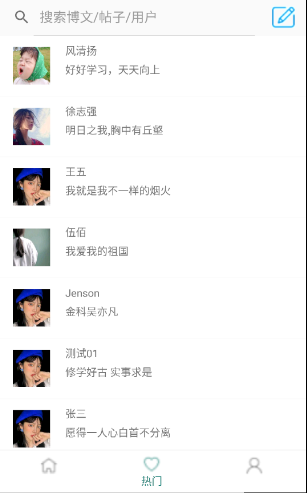 搜索博文/帖子/用户
风清扬
好好学习，天天向上
徐志强
明日之我,胸中有丘壑
王五
我就是我不一样的烟火
伍佰
我爱我的祖国
Jenson
金科吴亦凡
测试01
修学好古 实事求是
张三
愿得一人心白首不分离
热门